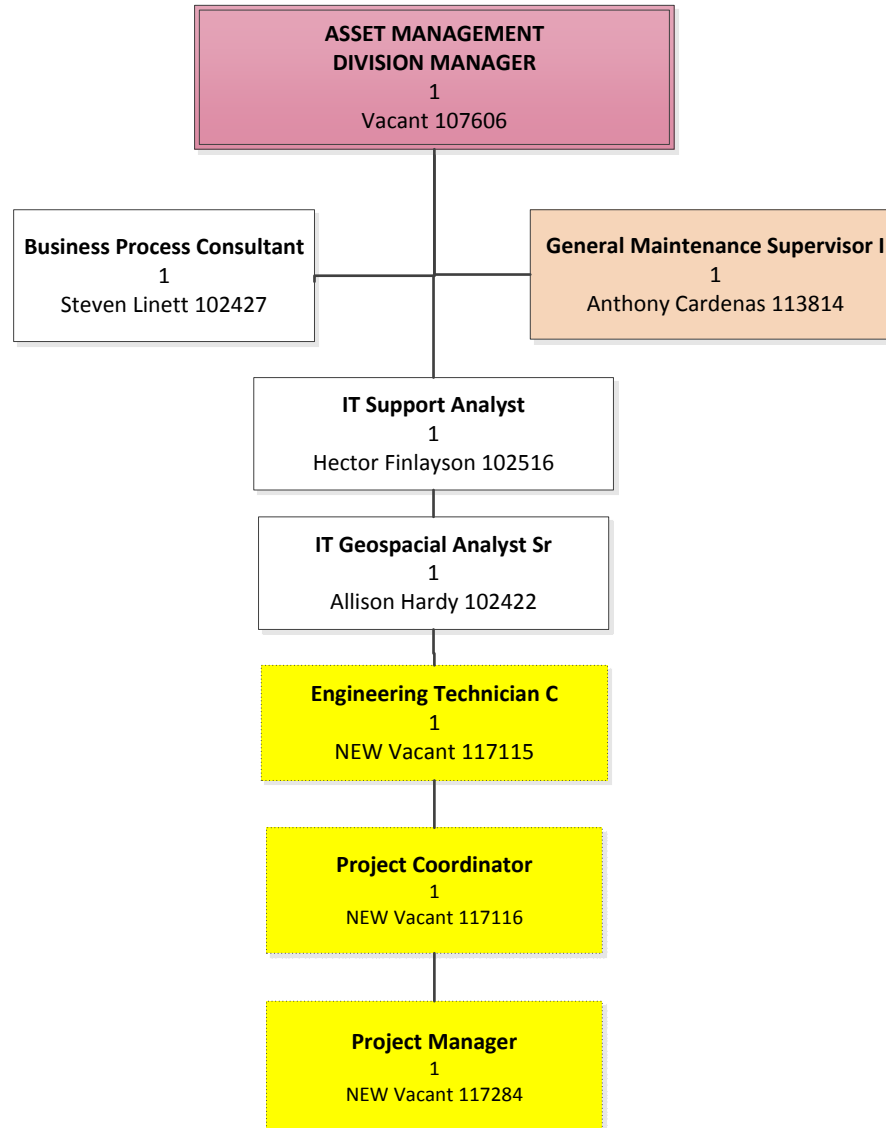 ASSET MANAGEMENT
DIVISION MANAGER
1
Vacant 107606
Business Process Consultant
1
Steven Linett 102427
General Maintenance Supervisor I
1
Anthony Cardenas 113814
IT Support Analyst
1
Hector Finlayson 102516
IT Geospacial Analyst Sr
1
Allison Hardy 102422
Engineering Technician C
1
NEW Vacant 117115
Project Coordinator
1
NEW Vacant 117116
Project Manager
1
NEW Vacant 117284